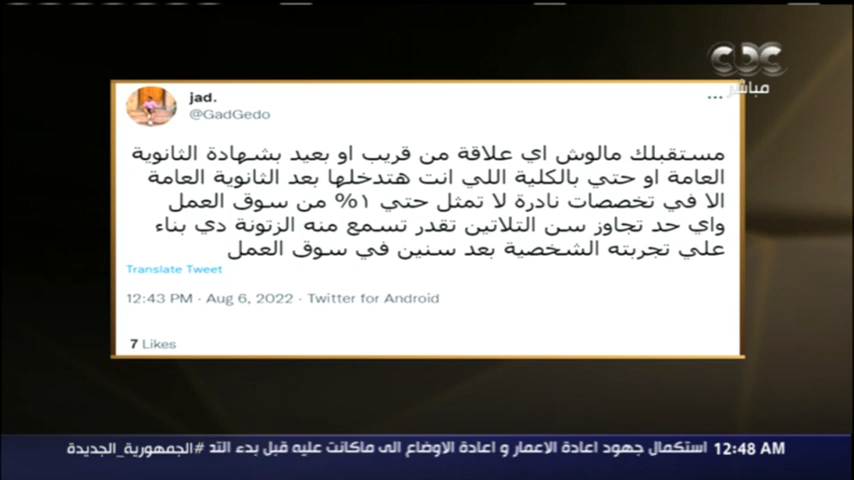 CBC
مباشر
jad.
@GadGedo
مستقبلك مالوش اي علاقة من قريب او بعيد بشهادة الثانوية
العامة او حتي بالكلية اللي انت هتدخلها بعد الثانوية العامة
الا في تخصصات نادرة لا تمثل حتي ١% من سوق العمل
واي حد تجاوز سن التلاتين تقدر تسمع منه الزتونة دي بناء
علي تجربته الشخصية بعد سنين في سوق العمل
Translate Tweet
12:43 PM · Aug 6, 2022 · Twitter for Android
7 Likes
12:48 AM استكمال جهود اعادة الاعمار و اعادة الاوضاع الى ماكانت عليه قبل بدء التد #الجمهورية_الجديدة